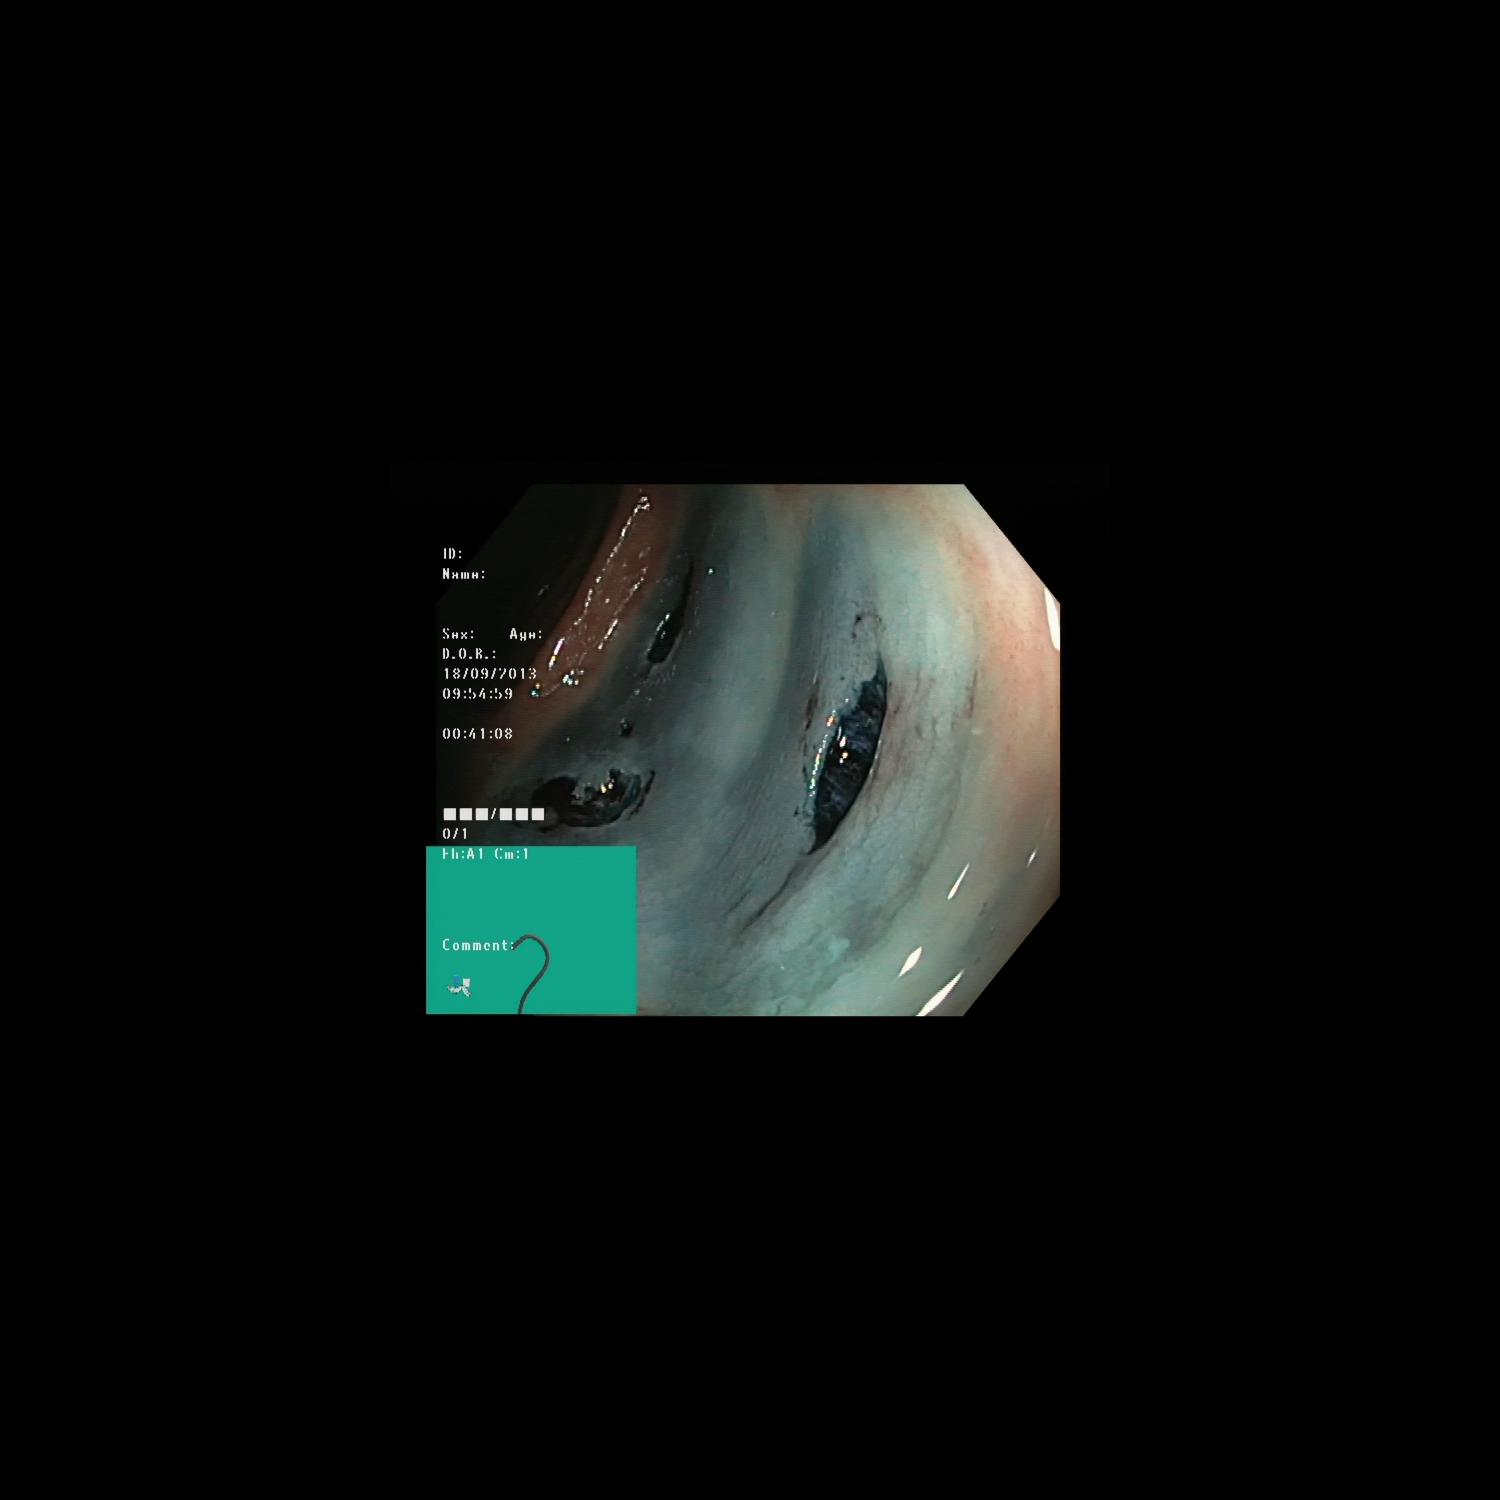 ID:
Name:
Sex: Age:
D.O.B.:
18/09/2013
09:54:59
00:41:08
■■■/■■■
0/1
Eh:A1 Cm:1
Comment: